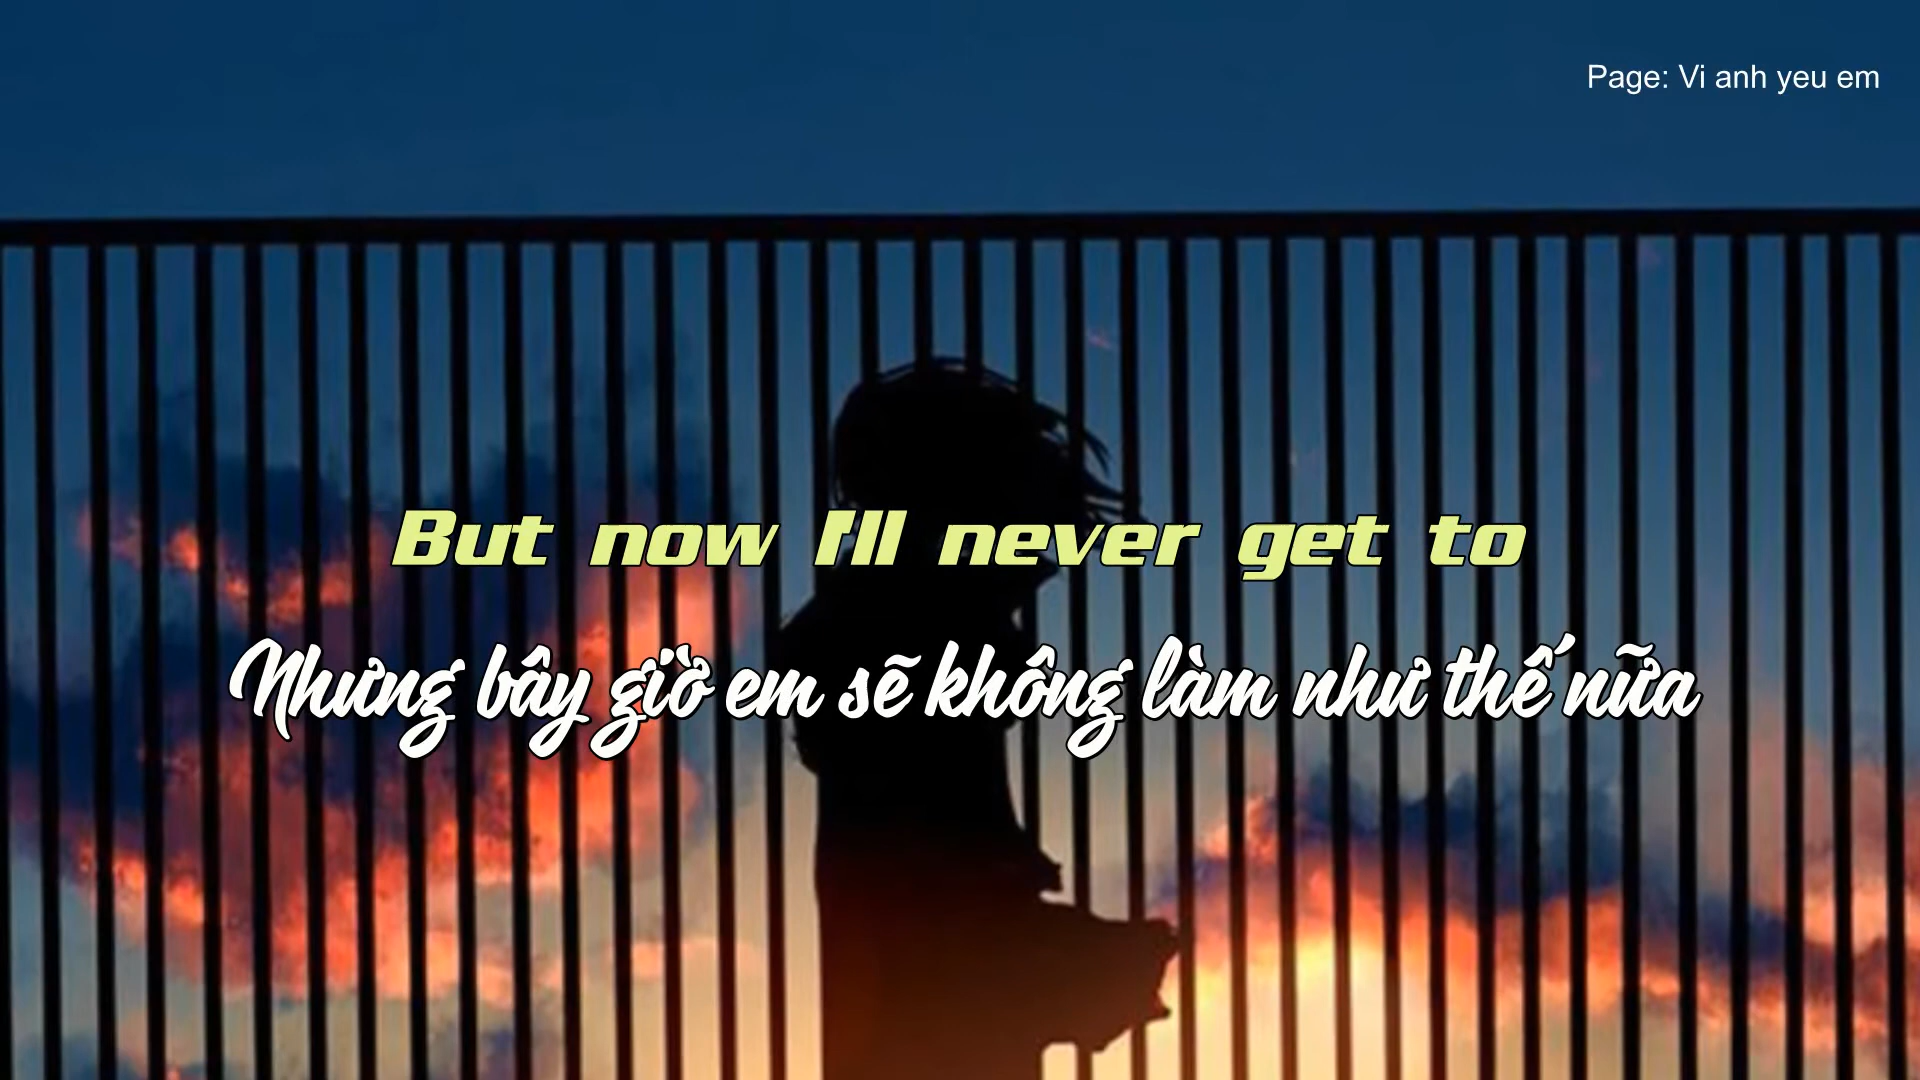 Page: Vi anh yeu em
But now I'll never get to
Nhưng bây giờ em sẽ không làm như thế nữa